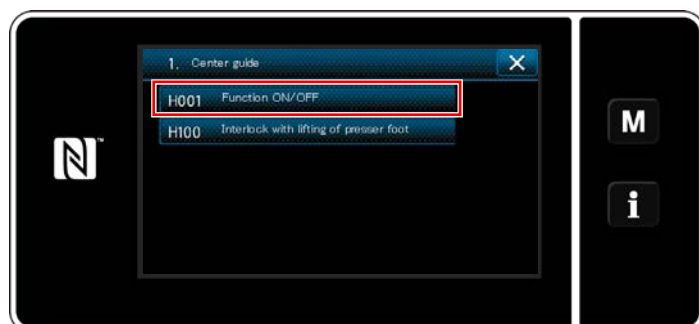 1. Center guide
H001 Function ON/OFF
H100 Interlock with lifting of presser foot
M
i